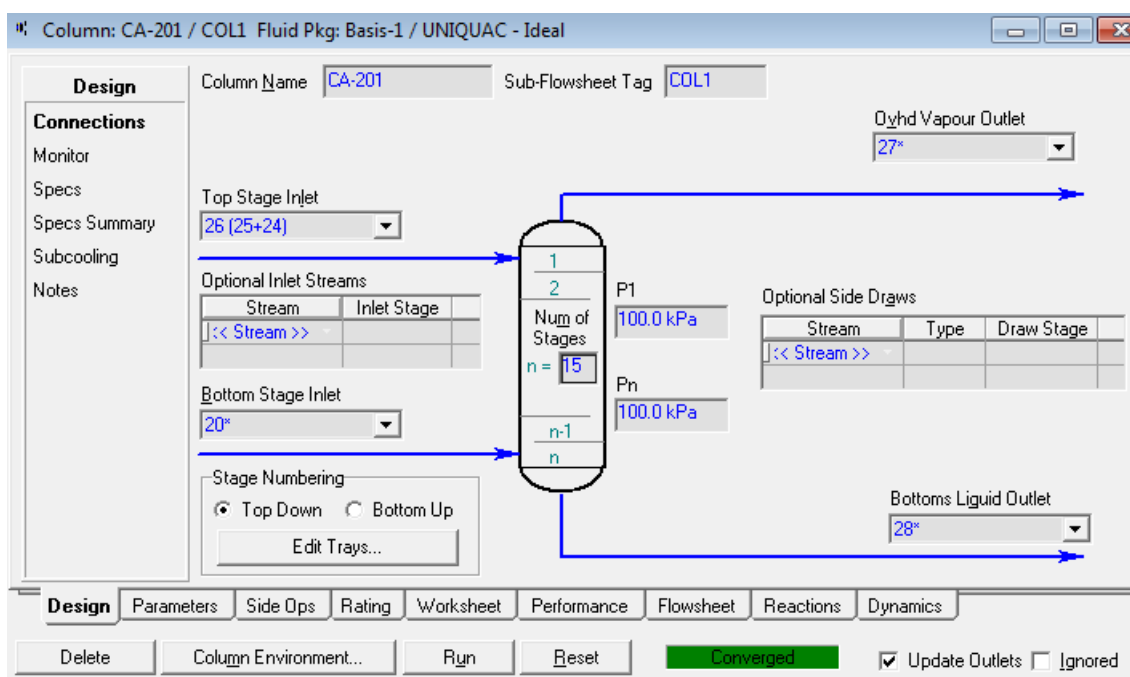 Column: CA-201 / COL1 Fluid Pkg: Basis-1 / UNIQUAC - Ideal
Design
Connections
Monitor
Specs
Specs Summary
Subcooling
Notes
Column Name CA-201 Sub-Flowsheet Tag COL1
Ovhd Vapour Outlet
27*
Top Stage Inlet
26 (25+24)
Optional Inlet Streams
Stream Inlet Stage
<< Stream >>
Bottom Stage Inlet
20*
Stage Numbering
Top Down Bottom Up
Edit Trays...
1
2
Num of
Stages
n = 15
n-1
n
P1
100.0 kPa
Pn
100.0 kPa
Optional Side Draws
Stream Type Draw Stage
<< Stream >>
Bottoms Liquid Outlet
28*
Design Parameters Side Ops Rating Worksheet Performance Flowsheet Reactions Dynamics
Delete Column Environment... Run Reset Converged Update Outlets Ignored